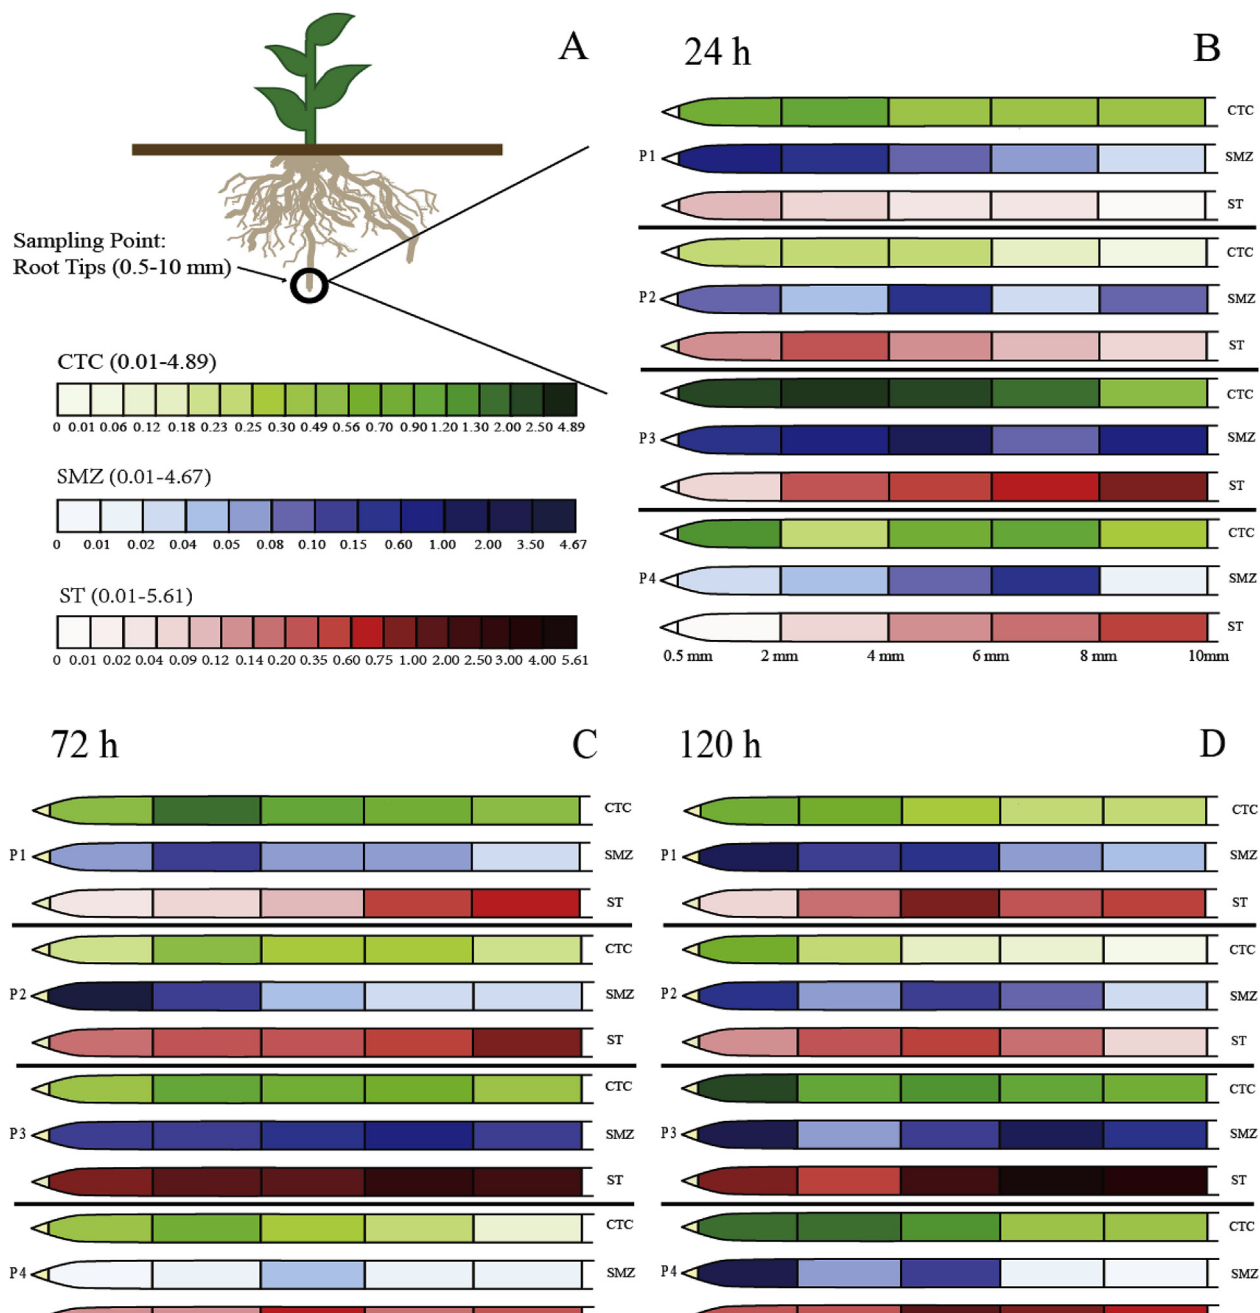 A
Sampling Point:
Root Tips (0.5-10 mm)
CTC (0.01-4.89)
0 0.01 0.06 0.12 0.18 0.23 0.25 0.30 0.49 0.56 0.70 0.90 1.20 1.30 2.00 2.50 4.89
SMZ (0.01-4.67)
0 0.01 0.02 0.04 0.05 0.08 0.10 0.15 0.60 1.00 2.00 3.50 4.67
ST (0.01-5.61)
0 0.01 0.02 0.04 0.09 0.12 0.14 0.20 0.35 0.60 0.75 1.00 2.00 2.50 3.00 4.00 5.61
24 h B
CTC
P1 SMZ
ST
CTC
P2 SMZ
ST
CTC
P3 SMZ
ST
CTC
P4 SMZ
ST
0.5 mm 2 mm 4 mm 6 mm 8 mm 10mm
72 h C
CTC
P1 SMZ
ST
CTC
P2 SMZ
ST
CTC
P3 SMZ
ST
CTC
P4 SMZ
120 h D
CTC
P1 SMZ
ST
CTC
P2 SMZ
ST
CTC
P3 SMZ
ST
CTC
P4 SMZ